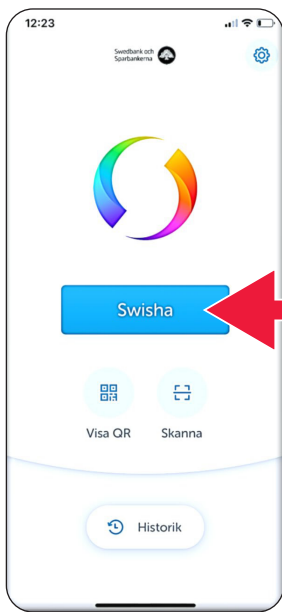 12:23
Swedbank och
Sparbankerna
Swisha
Visa QR
Skanna
Historik